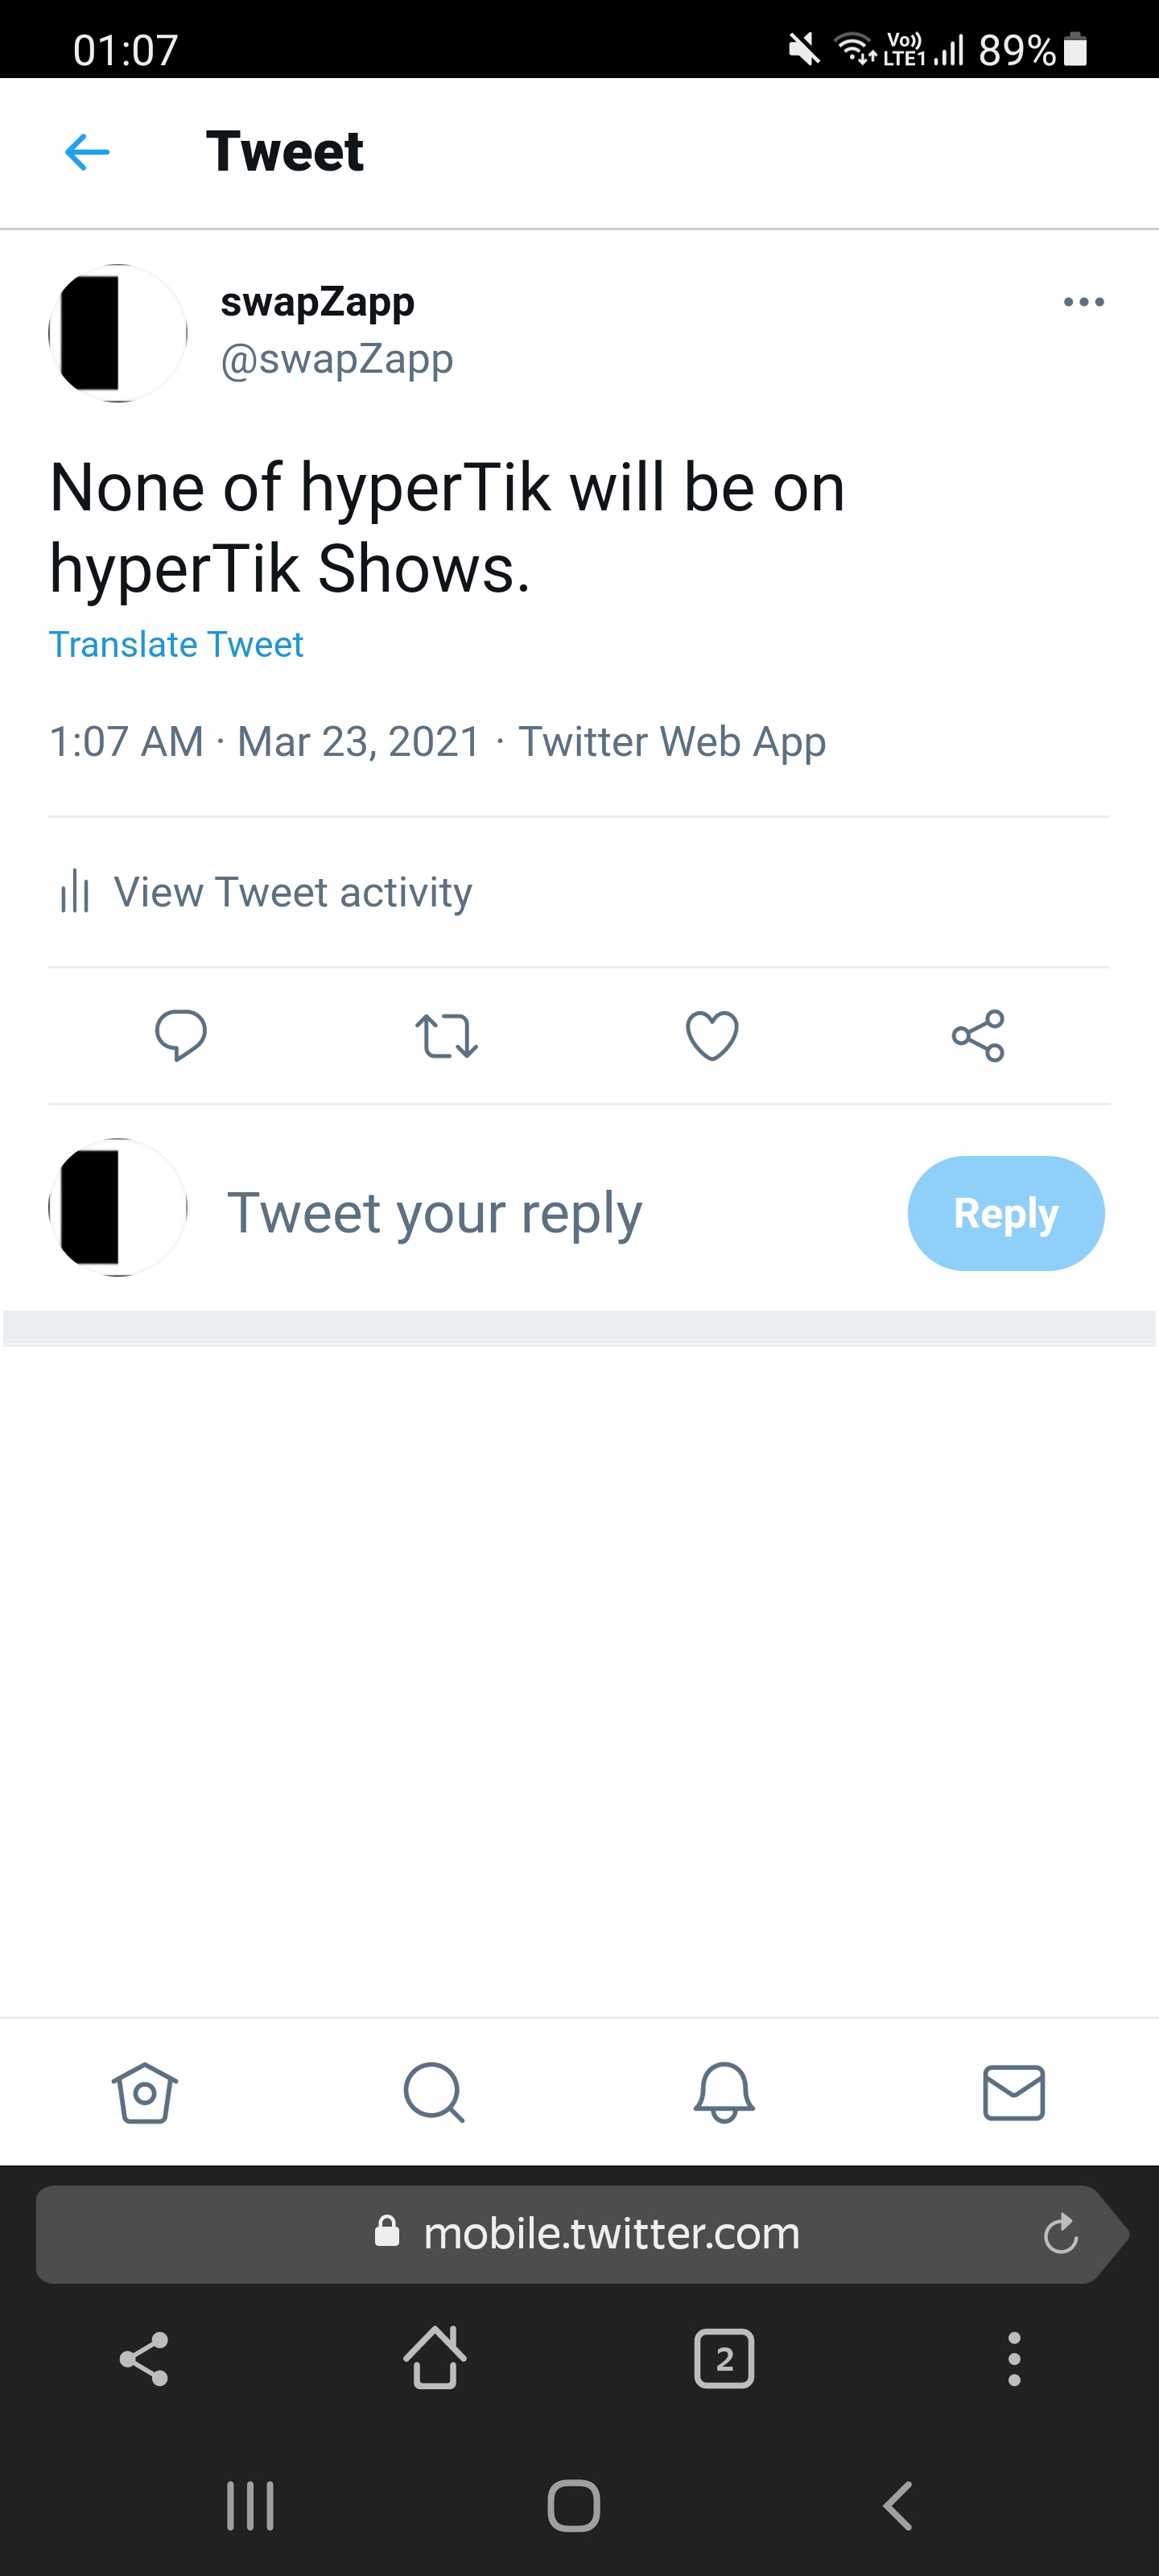 01:07
Vo)) LTE1 89%
Tweet
swapZapp
@swapZapp
None of hyperTik will be on
hyperTik Shows.
Translate Tweet
1:07 AM · Mar 23, 2021 · Twitter Web App
View Tweet activity
Tweet your reply
Reply
mobile.twitter.com
2